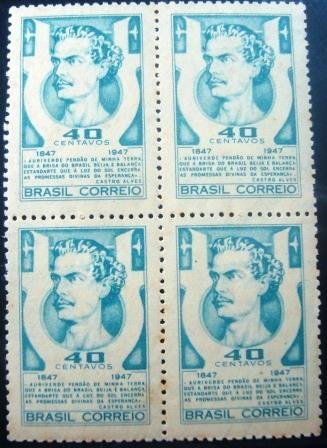 40 40
CENTAVOS CENTAVOS
1847 1947 1847 1947
- AURIVERDE PENDÃO DE MINHA TERRA - AURIVERDE PENDÃO DE MINHA TERRA
QUE A BRISA DO BRASIL BEIJA E BALANÇA QUE A BRISA DO BRASIL BEIJA E BALANÇA
ESTANDARTE QUE À LUZ DO SOL ENCERRA ESTANDARTE QUE À LUZ DO SOL ENCERRA
AS PROMESSAS DIVINAS DA ESPERANÇA - AS PROMESSAS DIVINAS DA ESPERANÇA -
CASTRO ALVES CASTRO ALVES
BRASIL CORREIO BRASIL CORREIO
40 40
CENTAVOS CENTAVOS
1847 1947 1847 1947
- AURIVERDE PENDÃO DE MINHA TERRA - AURIVERDE PENDÃO DE MINHA TERRA
QUE A BRISA DO BRASIL BEIJA E BALANÇA QUE A BRISA DO BRASIL BEIJA E BALANÇA
ESTANDARTE QUE À LUZ DO SOL ENCERRA ESTANDARTE QUE À LUZ DO SOL ENCERRA
AS PROMESSAS DIVINAS DA ESPERANÇA - AS PROMESSAS DIVINAS DA ESPERANÇA -
CASTRO ALVES CASTRO ALVES
BRASIL CORREIO BRASIL CORREIO